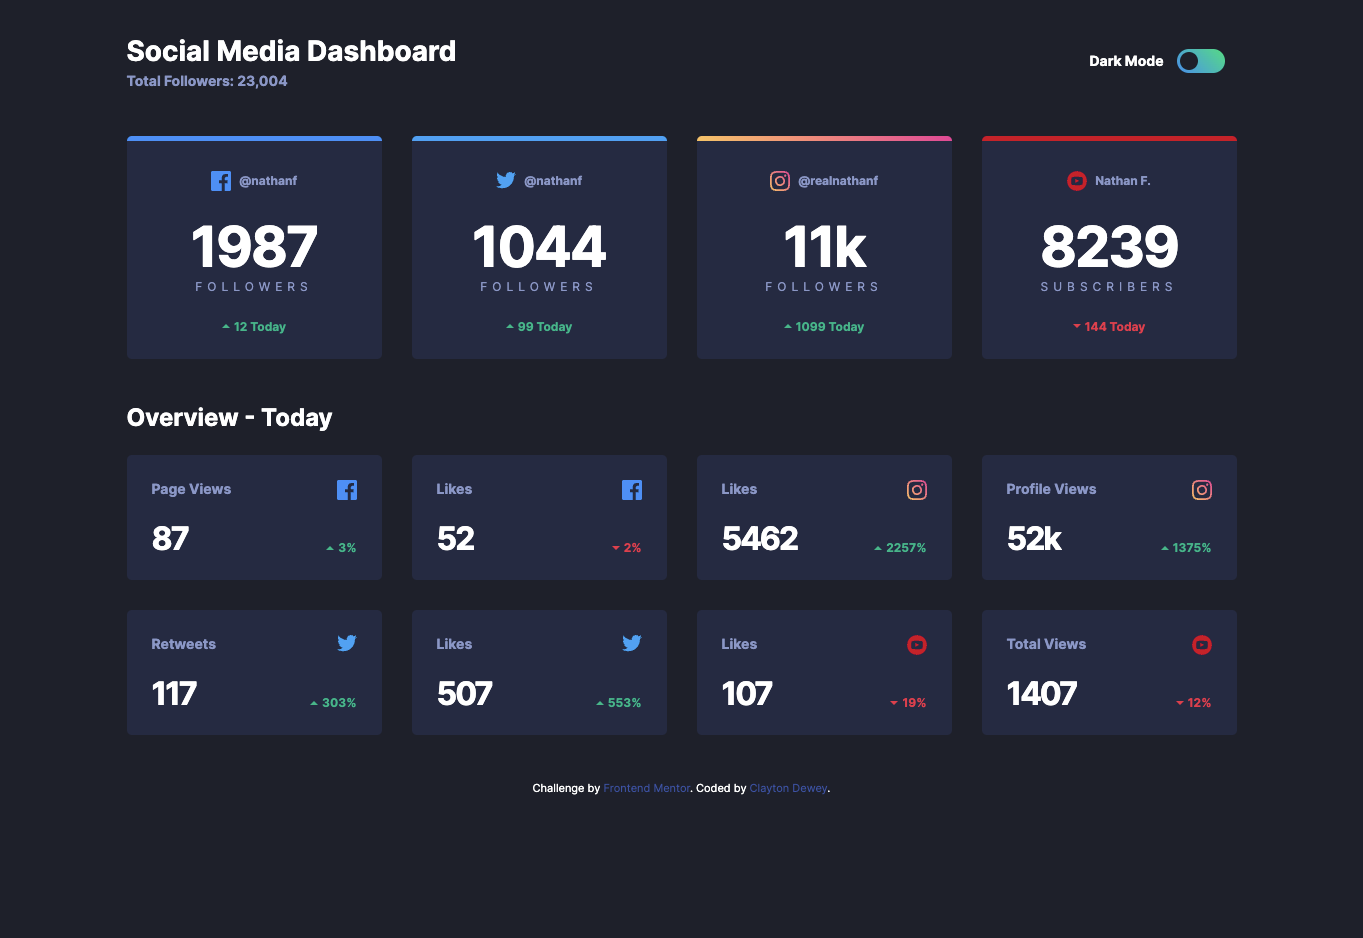 Social Media Dashboard
Total Followers: 23,004
Dark Mode
@nathanf
1987
FOLLOWERS
12 Today
@nathanf
1044
FOLLOWERS
99 Today
@realnathanf
11k
FOLLOWERS
1099 Today
Nathan F.
8239
SUBSCRIBERS
144 Today
Overview - Today
Page Views
87
3%
Likes
52
2%
Likes
5462
2257%
Profile Views
52k
1375%
Retweets
117
303%
Likes
507
553%
Likes
107
19%
Total Views
1407
12%
Challenge by Frontend Mentor. Coded by Clayton Dewey.